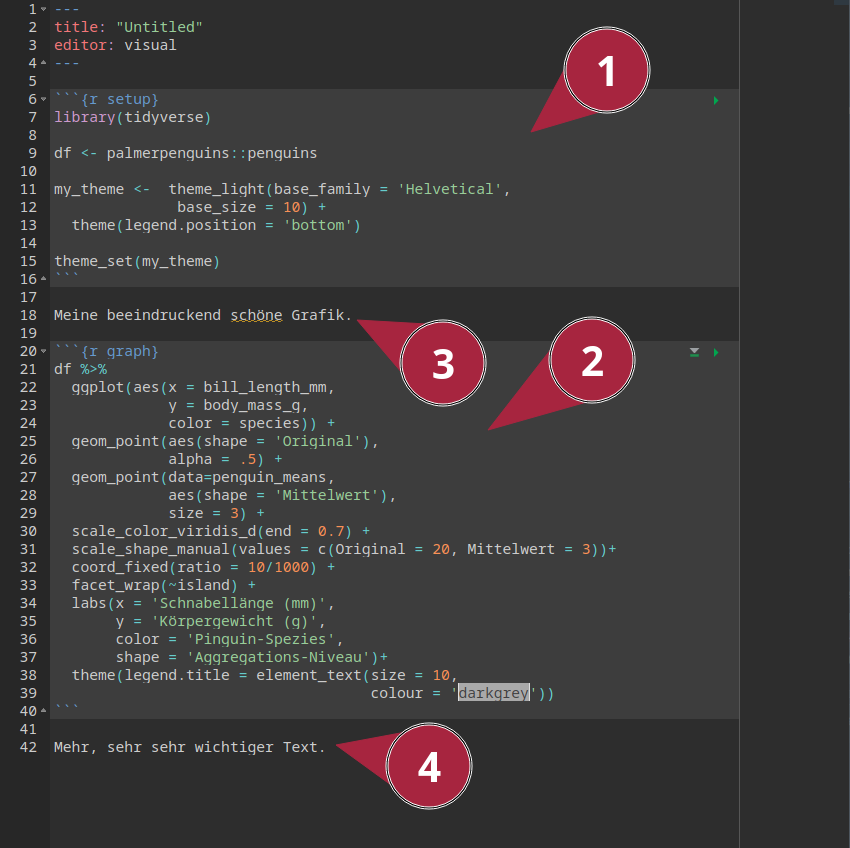 1 ---
2 title: "Untitled"
3 editor: visual
4 ---
5
6 ```{r setup}
7 library(tidyverse)
8
9 df <- palmerpenguins::penguins
10
11 my_theme <-  theme_light(base_family = 'Helvetical',
12               base_size = 10) +
13   theme(legend.position = 'bottom')
14
15 theme_set(my_theme)
16 ```
17
18 Meine beeindruckend schöne Grafik.
19
20 ```{r graph}
21 df %>%
22   ggplot(aes(x = bill_length_mm,
23              y = body_mass_g,
24              color = species)) +
25   geom_point(aes(shape = 'Original'),
26              alpha = .5) +
27   geom_point(data=penguin_means,
28              aes(shape = 'Mittelwert'),
29              size = 3) +
30   scale_color_viridis_d(end = 0.7) +
31   scale_shape_manual(values = c(Original = 20, Mittelwert = 3))+
32   coord_fixed(ratio = 10/1000) +
33   facet_wrap(~island) +
34   labs(x = 'Schnabellänge (mm)',
35        y = 'Körpergewicht (g)',
36        color = 'Pinguin-Spezies',
37        shape = 'Aggregations-Niveau')+
38   theme(legend.title = element_text(size = 10,
39                                     colour = 'darkgrey'))
40 ```
41
42 Mehr, sehr sehr wichtiger Text.
1
3
2
4